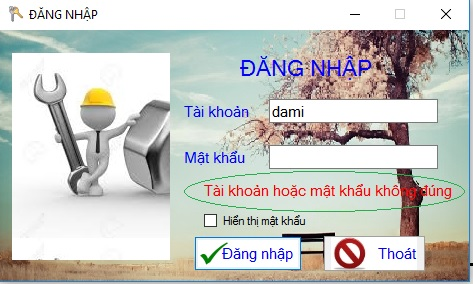 ĐĂNG NHẬP
ĐĂNG NHẬP
Tài khoản
dami
Mật khẩu
Tài khoản hoặc mật khẩu không đúng
Hiển thị mật khẩu
Đăng nhập
Thoát